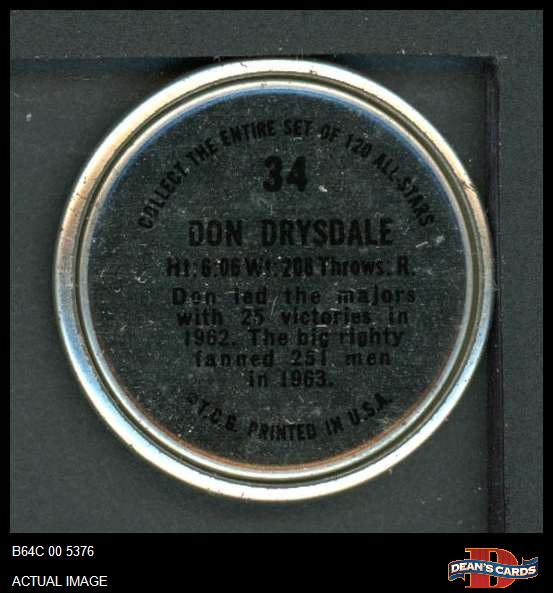 COLLECT THE ENTIRE SET OF 120 ALL-STARS
34
DON DRYSDALE
Ht: 6.06 Wt: 208 Throws: R.
Don led the majors
with 25 victories in
1962. The big righty
fanned 251 men
in 1963.
©T.C.G. PRINTED IN U.S.A.
B64C 00 5376
ACTUAL IMAGE
D
DEAN'S CARDS